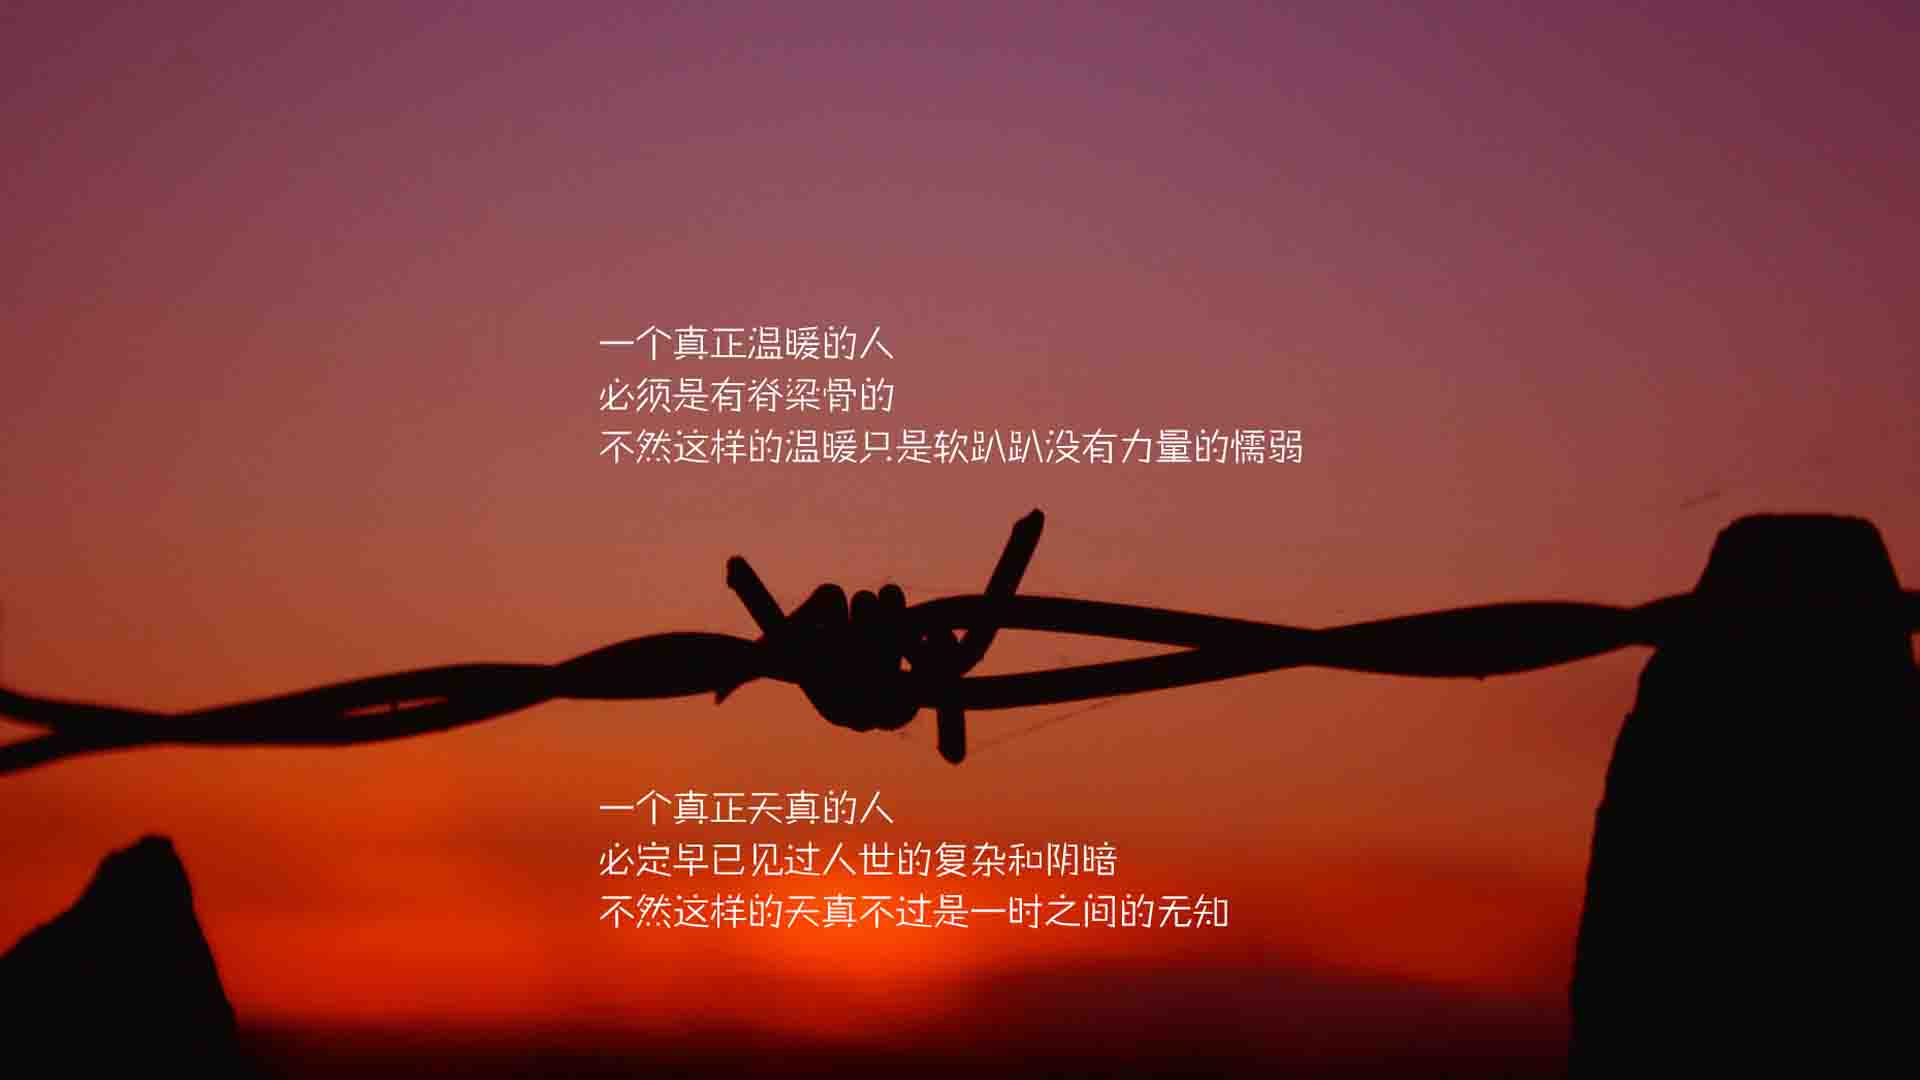 一个真正温暖的人
必须是有脊梁骨的
不然这样的温暖只是软趴趴没有力量的懦弱
一个真正天真的人
必定早已见过人世的复杂和阴暗
不然这样的天真不过是一时之间的无知